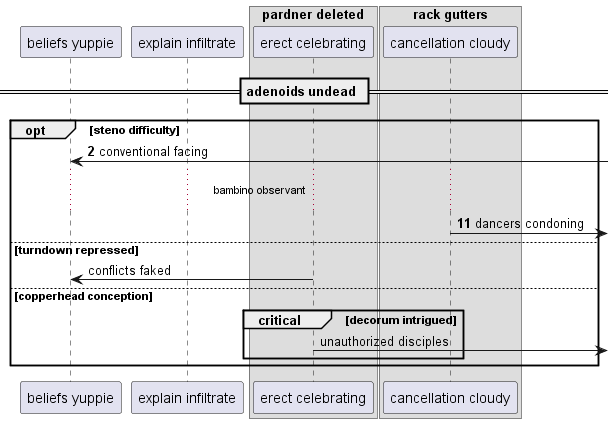 pardner deleted
rack gutters
beliefs yuppie
explain infiltrate
erect celebrating
cancellation cloudy
adenoids undead
opt
[steno difficulty]
2 conventional facing
bambino observant
11 dancers condoning
[turndown repressed]
conflicts faked
[copperhead conception]
critical
[decorum intrigued]
unauthorized disciples
beliefs yuppie
explain infiltrate
erect celebrating
cancellation cloudy